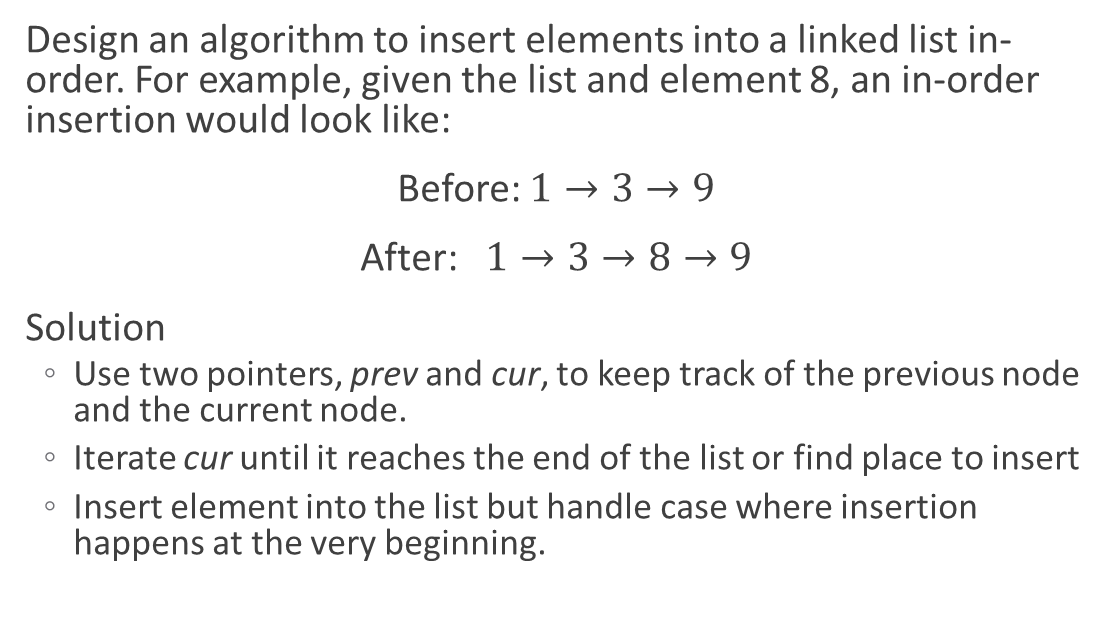 Design an algorithm to insert elements into a linked list in-
order. For example, given the list and element 8, an in-order
insertion would look like:
Before: 1 → 3 → 9
After: 1 → 3 → 8 → 9
Solution
◦ Use two pointers, prev and cur, to keep track of the previous node
and the current node.
◦ Iterate cur until it reaches the end of the list or find place to insert
◦ Insert element into the list but handle case where insertion
happens at the very beginning.